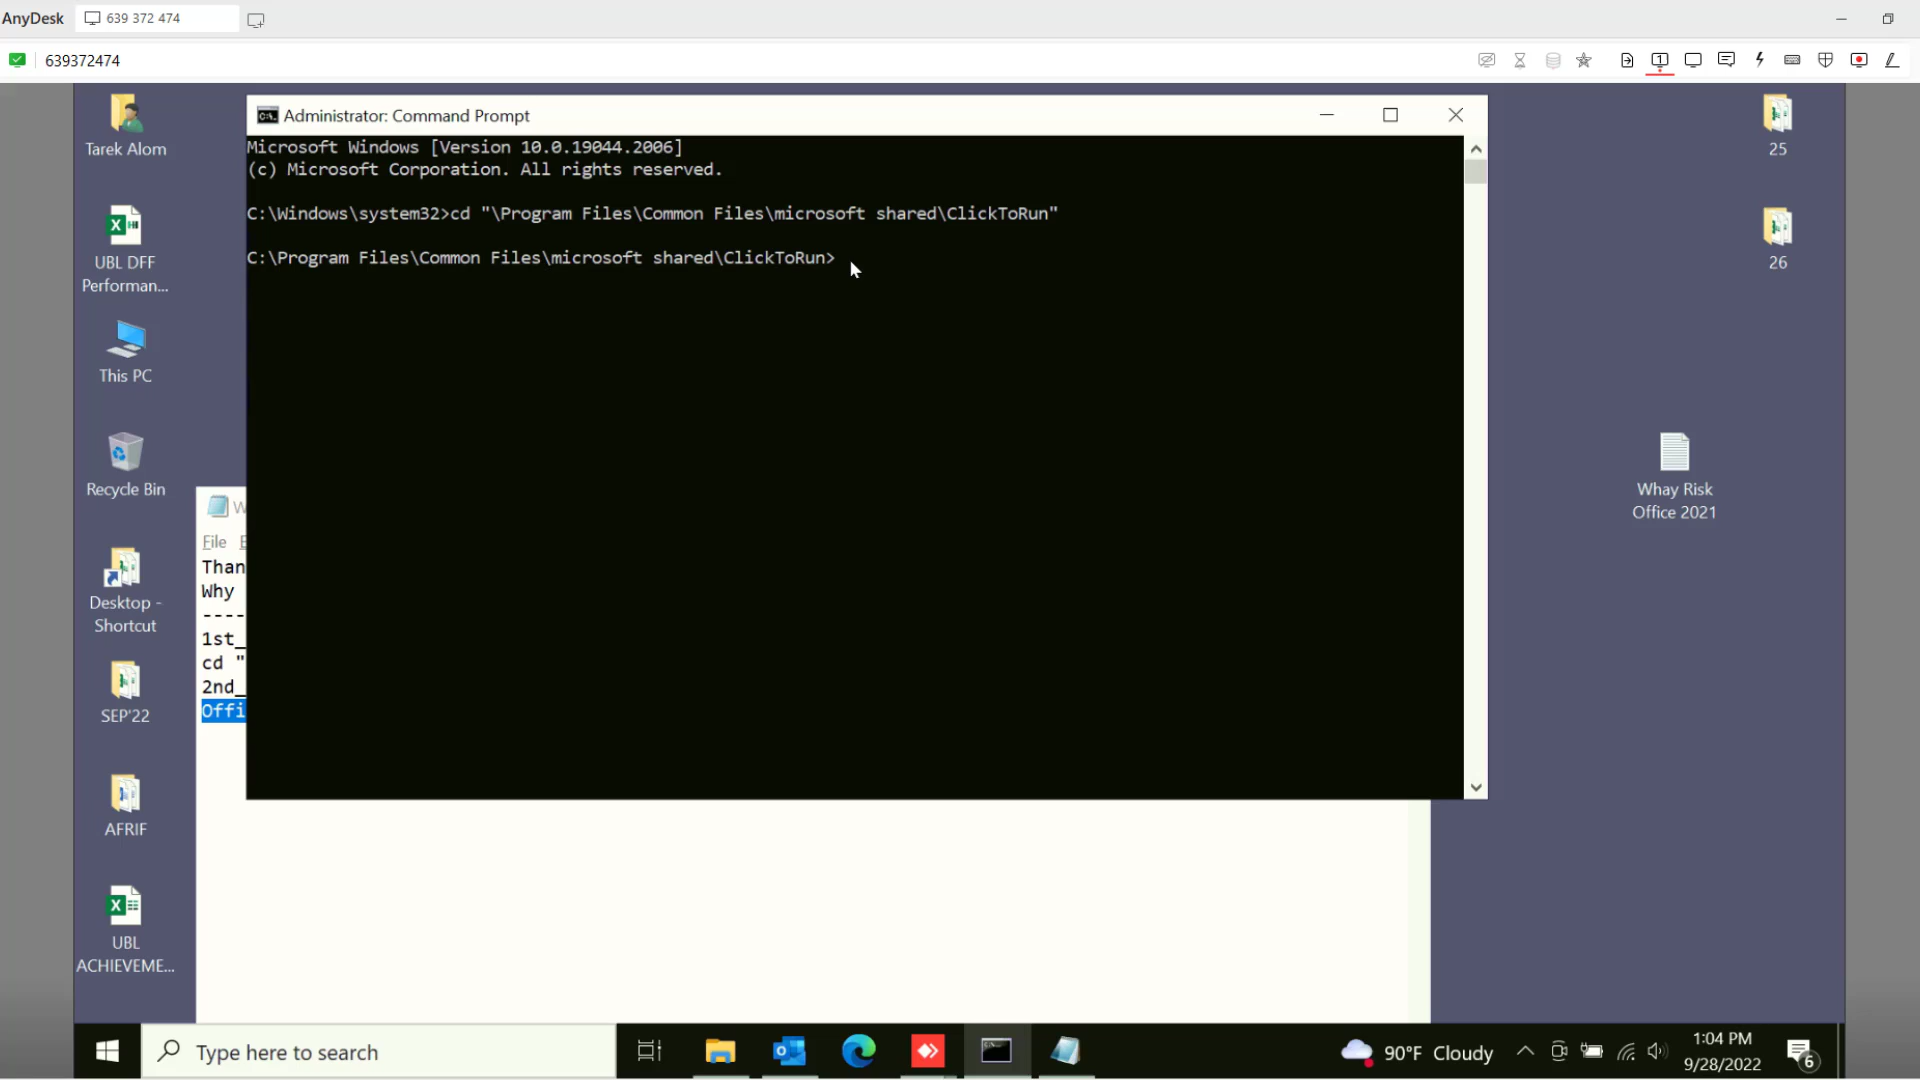 AnyDesk
639 372 474
639372474
Tarek Alom
UBL DFF
Performan...
This PC
Recycle Bin
Desktop -
Shortcut
SEP'22
AFRIF
UBL
ACHIEVEME...
Administrator: Command Prompt
Microsoft Windows [Version 10.0.19044.2006]
(c) Microsoft Corporation. All rights reserved.
C:\Windows\system32>cd "\Program Files\Common Files\microsoft shared\ClickToRun"
C:\Program Files\Common Files\microsoft shared\ClickToRun>
W
File E
Than
Why
----
1st_
cd "
2nd_
Offi
25
26
Whay Risk
Office 2021
Type here to search
90°F Cloudy
1:04 PM
9/28/2022
6